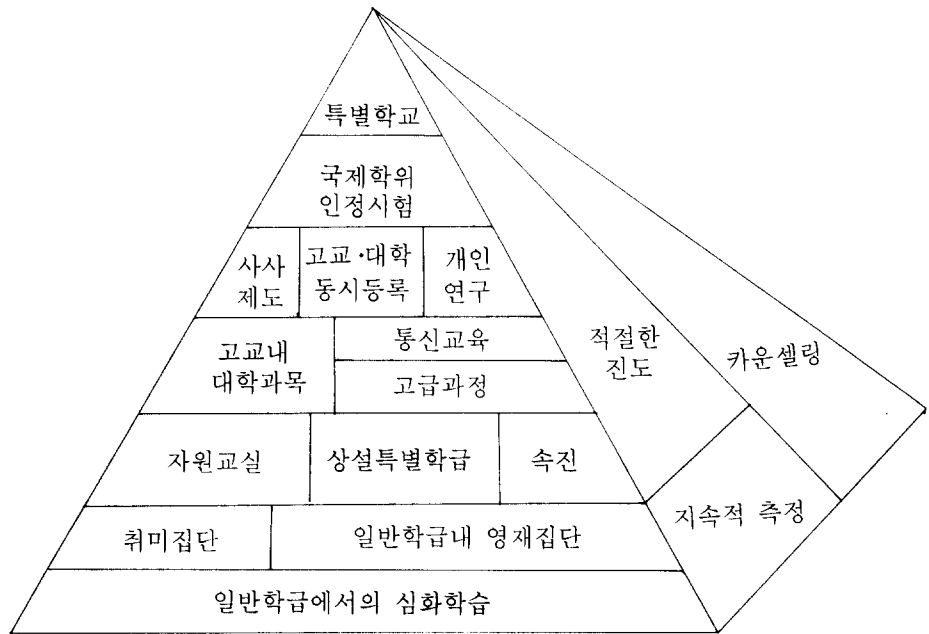 특별학교
국제학위
인정시험
사사
제도
고교·대학
동시등록
개인
연구
고교내
대학과목
통신교육
고급과정
자원교실
상설특별학급
속진
취미집단
일반학급내 영재집단
일반학급에서의 심화학습
적절한
진도
카운셀링
지속적 측정